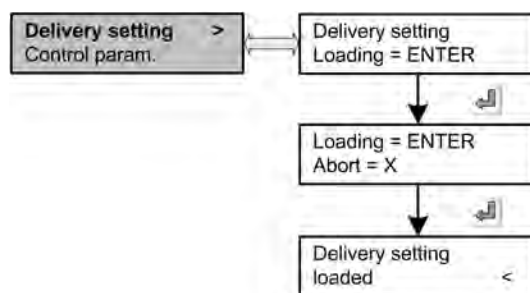 Delivery setting >
Control param.
Delivery setting
Loading = ENTER
Loading = ENTER
Abort = X
Delivery setting
loaded <